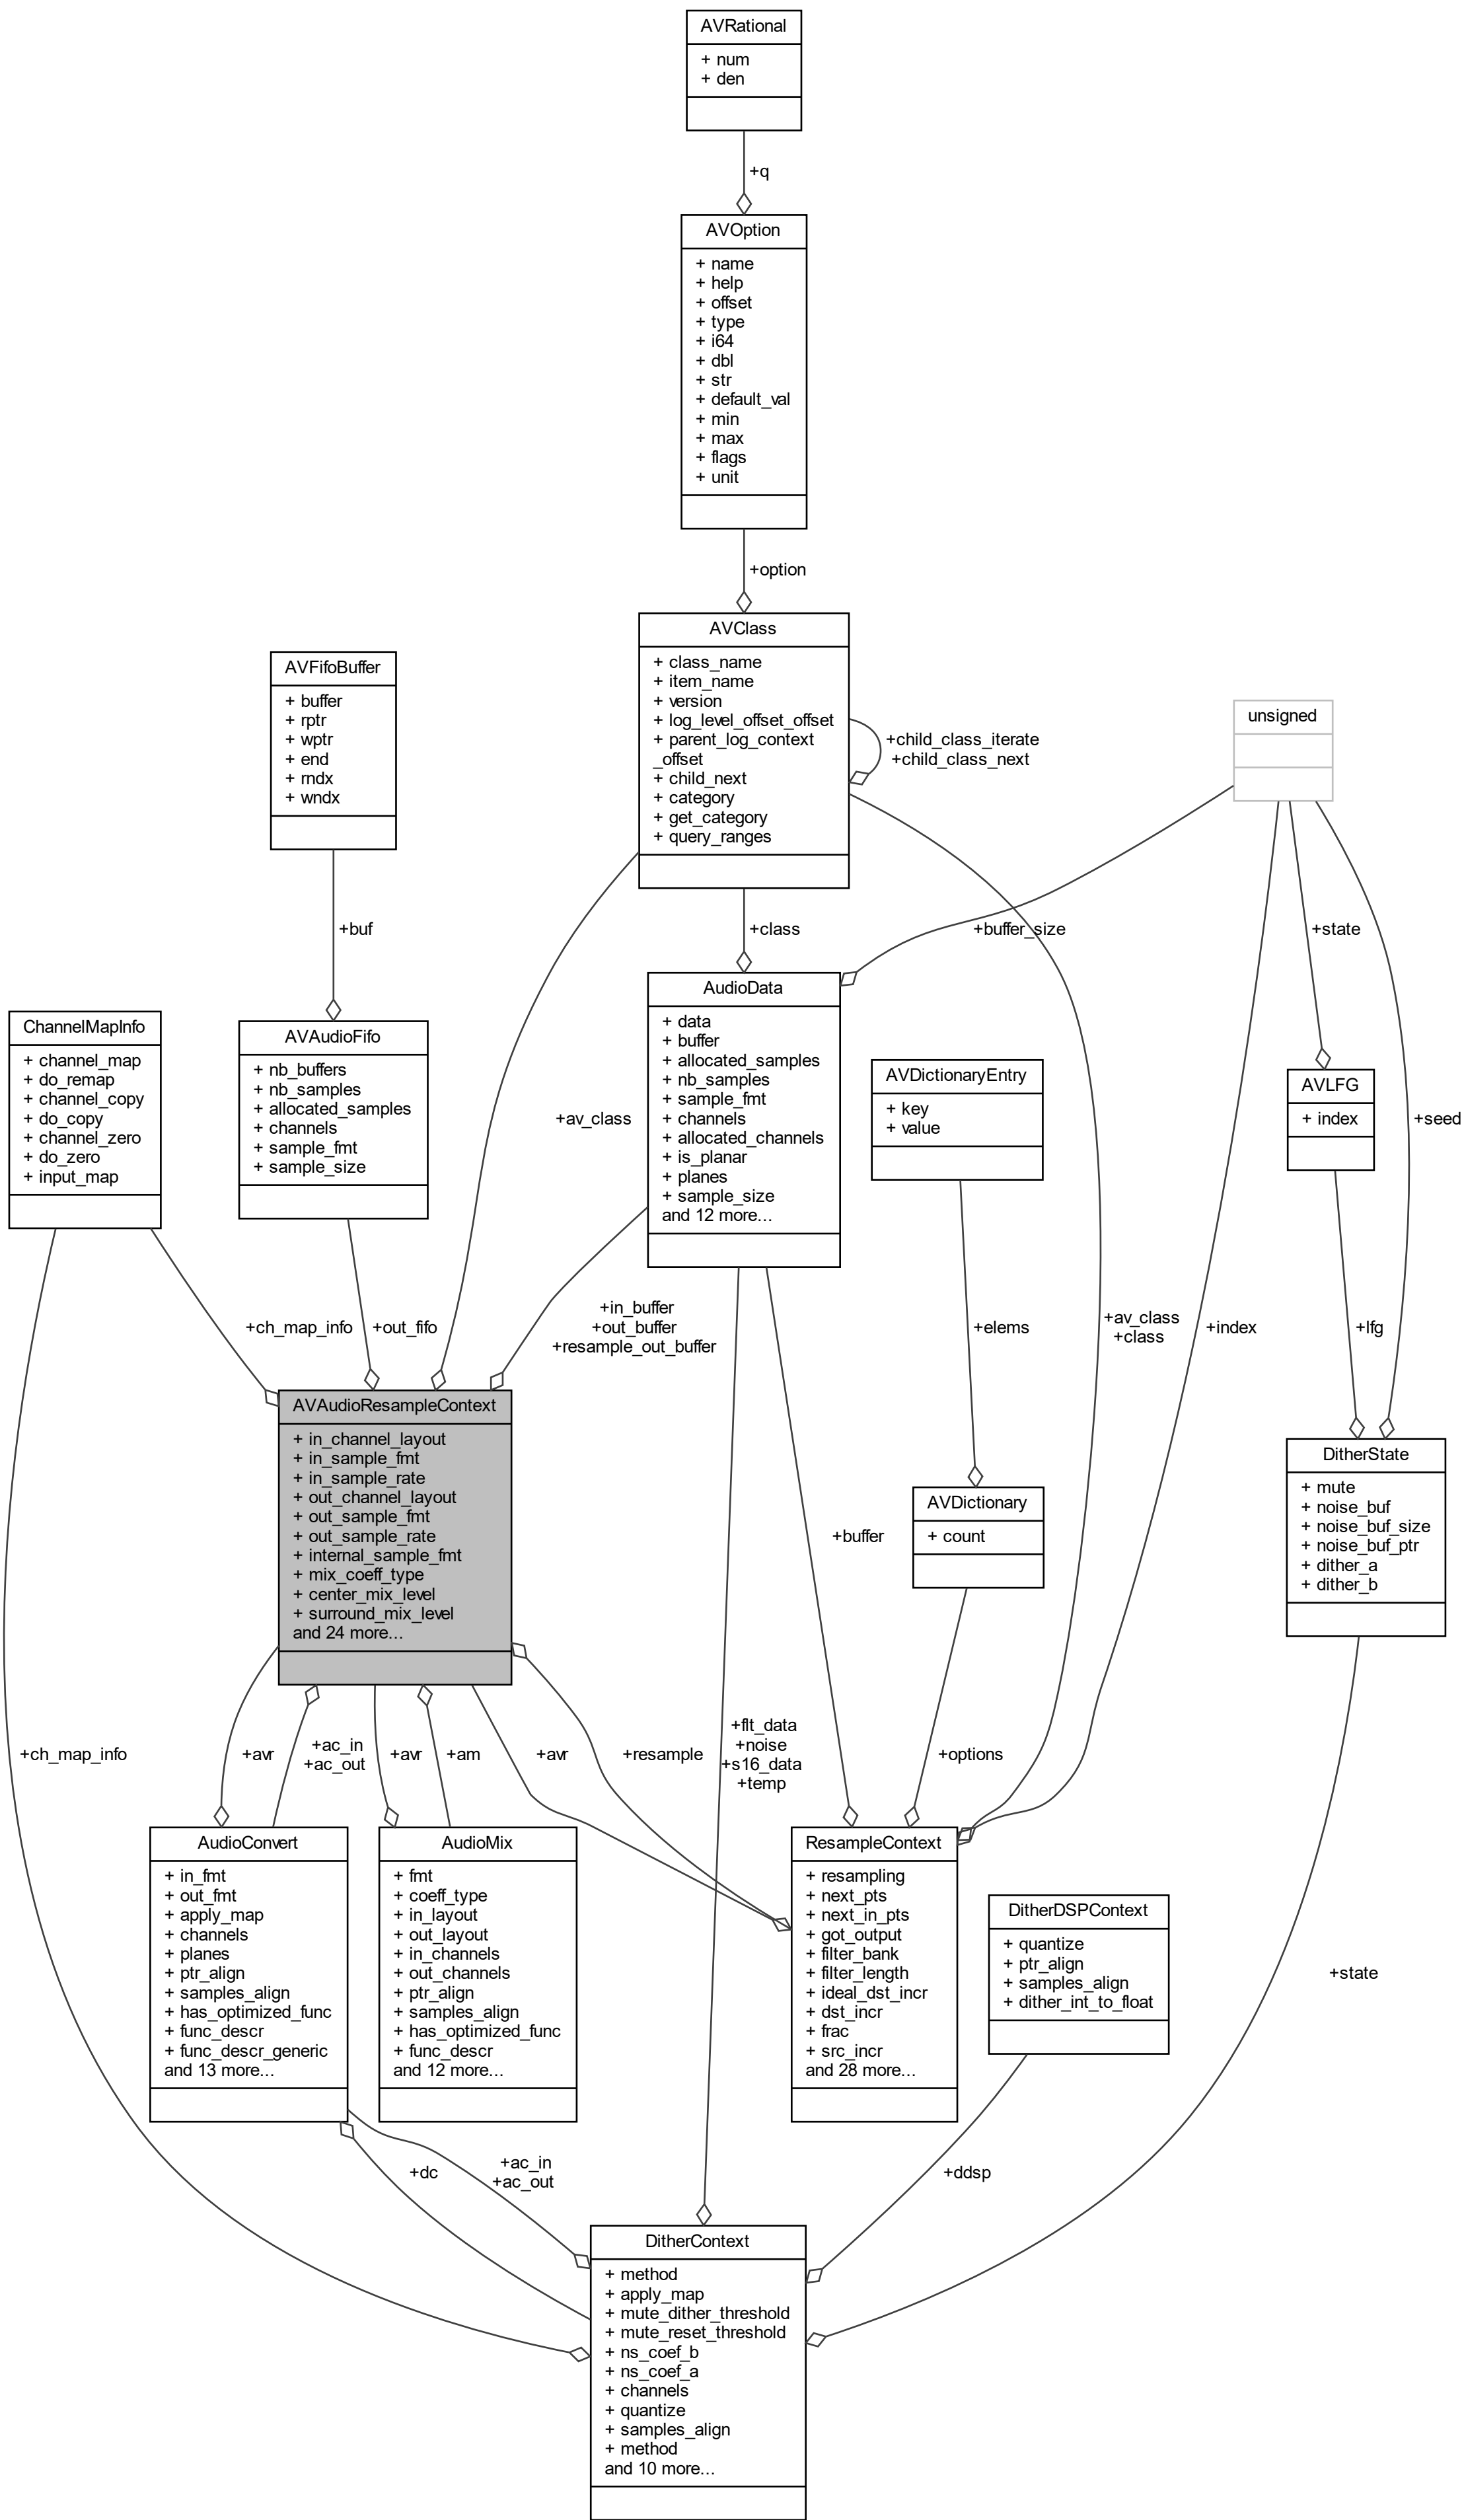 AVRational
+ num
+ den
+q
AVOption
+ name
+ help
+ offset
+ type
+ i64
+ dbl
+ str
+ default_val
+ min
+ max
+ flags
+ unit
+option
AVClass
+ class_name
+ item_name
+ version
+ log_level_offset_offset
+ parent_log_context
_offset
+ child_next
+ category
+ get_category
+ query_ranges
+child_class_iterate
+child_class_next
AVFifoBuffer
+ buffer
+ rptr
+ wptr
+ end
+ rndx
+ wndx
unsigned
+buf
+class
+buffer_size
+state
ChannelMapInfo
+ channel_map
+ do_remap
+ channel_copy
+ do_copy
+ channel_zero
+ do_zero
+ input_map
AVAudioFifo
+ nb_buffers
+ nb_samples
+ allocated_samples
+ channels
+ sample_fmt
+ sample_size
+av_class
AudioData
+ data
+ buffer
+ allocated_samples
+ nb_samples
+ sample_fmt
+ channels
+ allocated_channels
+ is_planar
+ planes
+ sample_size
and 12 more...
AVDictionaryEntry
+ key
+ value
AVLFG
+ index
+seed
+ch_map_info
+out_fifo
+in_buffer
+out_buffer
+resample_out_buffer
+elems
+av_class
+class
+index
+lfg
AVAudioResampleContext
+ in_channel_layout
+ in_sample_fmt
+ in_sample_rate
+ out_channel_layout
+ out_sample_fmt
+ out_sample_rate
+ internal_sample_fmt
+ mix_coeff_type
+ center_mix_level
+ surround_mix_level
and 24 more...
+buffer
AVDictionary
+ count
DitherState
+ mute
+ noise_buf
+ noise_buf_size
+ noise_buf_ptr
+ dither_a
+ dither_b
+ch_map_info
+avr
+ac_in
+ac_out
+avr
+am
+avr
+resample
+flt_data
+noise
+s16_data
+temp
+options
AudioConvert
+ in_fmt
+ out_fmt
+ apply_map
+ channels
+ planes
+ ptr_align
+ samples_align
+ has_optimized_func
+ func_descr
+ func_descr_generic
and 13 more...
AudioMix
+ fmt
+ coeff_type
+ in_layout
+ out_layout
+ in_channels
+ out_channels
+ ptr_align
+ samples_align
+ has_optimized_func
+ func_descr
and 12 more...
ResampleContext
+ resampling
+ next_pts
+ next_in_pts
+ got_output
+ filter_bank
+ filter_length
+ ideal_dst_incr
+ dst_incr
+ frac
+ src_incr
and 28 more...
DitherDSPContext
+ quantize
+ ptr_align
+ samples_align
+ dither_int_to_float
+state
+dc
+ac_in
+ac_out
+ddsp
DitherContext
+ method
+ apply_map
+ mute_dither_threshold
+ mute_reset_threshold
+ ns_coef_b
+ ns_coef_a
+ channels
+ quantize
+ samples_align
+ method
and 10 more...